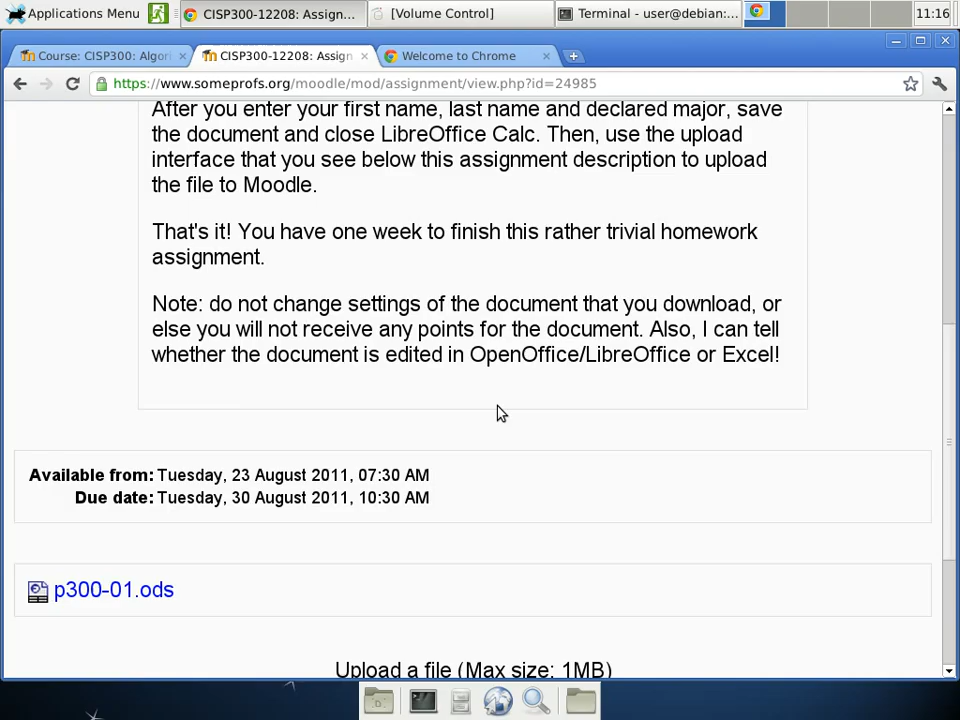 Applications Menu
CISP300-12208: Assign...
[Volume Control]
Terminal - user@debian:...
11:16
Course: CISP300: Algori
CISP300-12208: Assign
Welcome to Chrome
https://www.someprofs.org/moodle/mod/assignment/view.php?id=24985
After you enter your first name, last name and declared major, save
the document and close LibreOffice Calc. Then, use the upload
interface that you see below this assignment description to upload
the file to Moodle.
That's it! You have one week to finish this rather trivial homework
assignment.
Note: do not change settings of the document that you download, or
else you will not receive any points for the document. Also, I can tell
whether the document is edited in OpenOffice/LibreOffice or Excel!
Available from: Tuesday, 23 August 2011, 07:30 AM
Due date: Tuesday, 30 August 2011, 10:30 AM
p300-01.ods
Upload a file (Max size: 1MB)